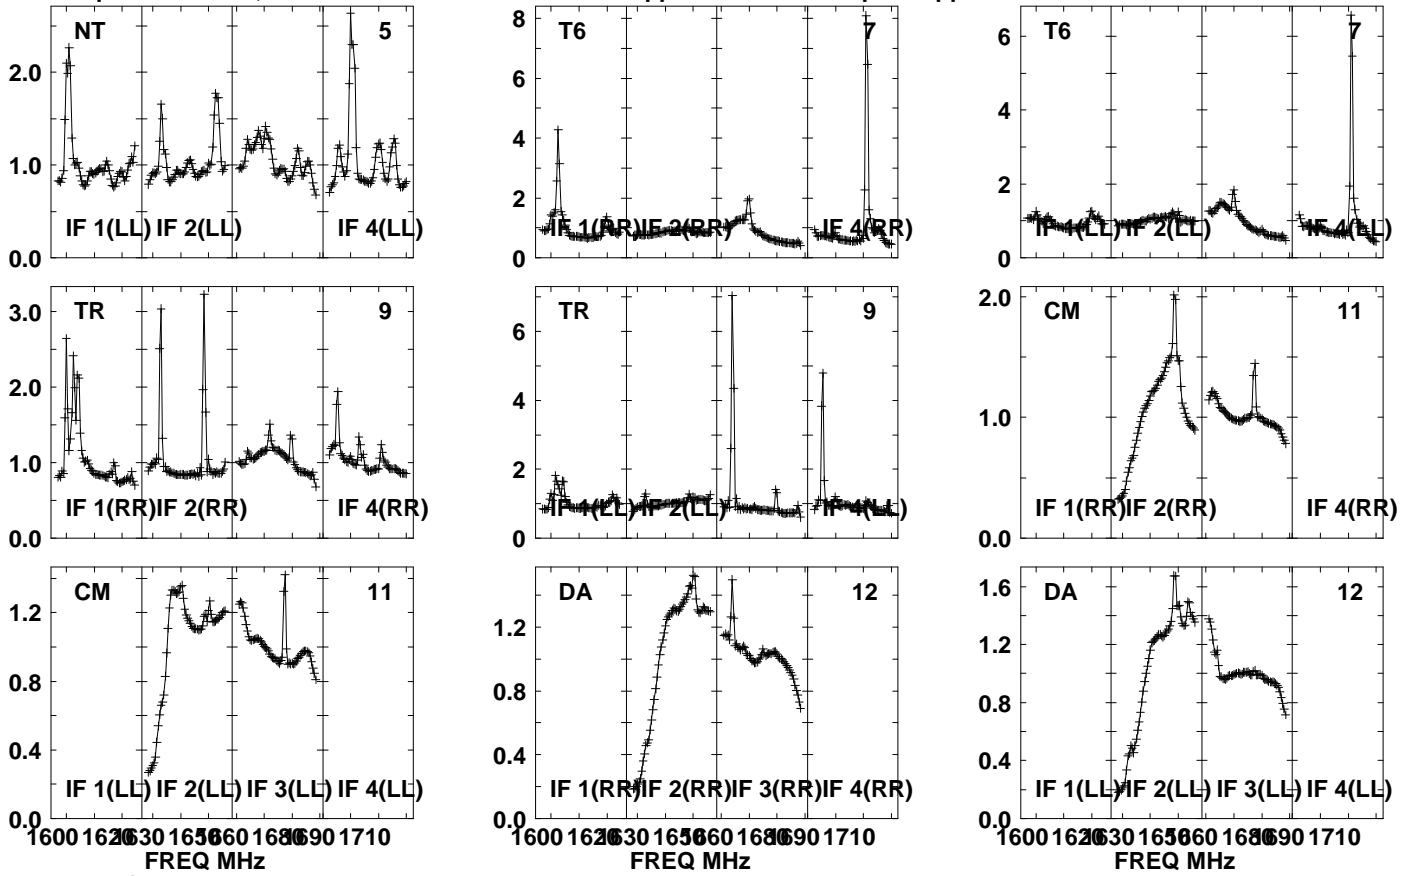 NT 5 T6 7 T6 7
2.0 1.0 0.0
8 6 4 2 0
6 4 2 0
IF 1(LL) IF 2(LL) IF 4(LL)
IF 1(RR) IF 2(RR) IF 4(RR)
IF 1(LL) IF 2(LL) IF 4(LL)
TR 9 TR 9 CM 11
3.0 2.0 1.0 0.0
6 4 2 0
2.0 1.0 0.0
IF 1(RR) IF 2(RR) IF 4(RR)
IF 1(LL) IF 2(LL) IF 4(LL)
IF 1(RR) IF 2(RR) IF 4(RR)
CM 11 DA 12 DA 12
1.2 0.8 0.4 0.0
1.2 0.8 0.4 0.0
1.6 1.2 0.8 0.4 0.0
IF 1(LL) IF 2(LL) IF 3(LL) IF 4(LL)
IF 1(RR) IF 2(RR) IF 3(RR) IF 4(RR)
IF 1(LL) IF 2(LL) IF 3(LL) IF 4(LL)
1600 1620 1630 1650 1660 1680 1690 1710
1600 1620 1630 1650 1660 1680 1690 1710
1600 1620 1630 1650 1660 1680 1690 1710
FREQ MHz FREQ MHz FREQ MHz